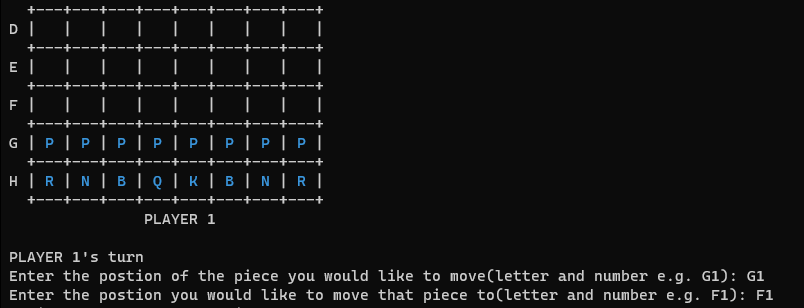 +---+---+---+---+---+---+---+---+
D |   |   |   |   |   |   |   |   |
+---+---+---+---+---+---+---+---+
E |   |   |   |   |   |   |   |   |
+---+---+---+---+---+---+---+---+
F |   |   |   |   |   |   |   |   |
+---+---+---+---+---+---+---+---+
G | P | P | P | P | P | P | P | P |
+---+---+---+---+---+---+---+---+
H | R | N | B | Q | K | B | N | R |
+---+---+---+---+---+---+---+---+
PLAYER 1
PLAYER 1's turn
Enter the postion of the piece you would like to move(letter and number e.g. G1): G1
Enter the postion you would like to move that piece to(letter and number e.g. F1): F1